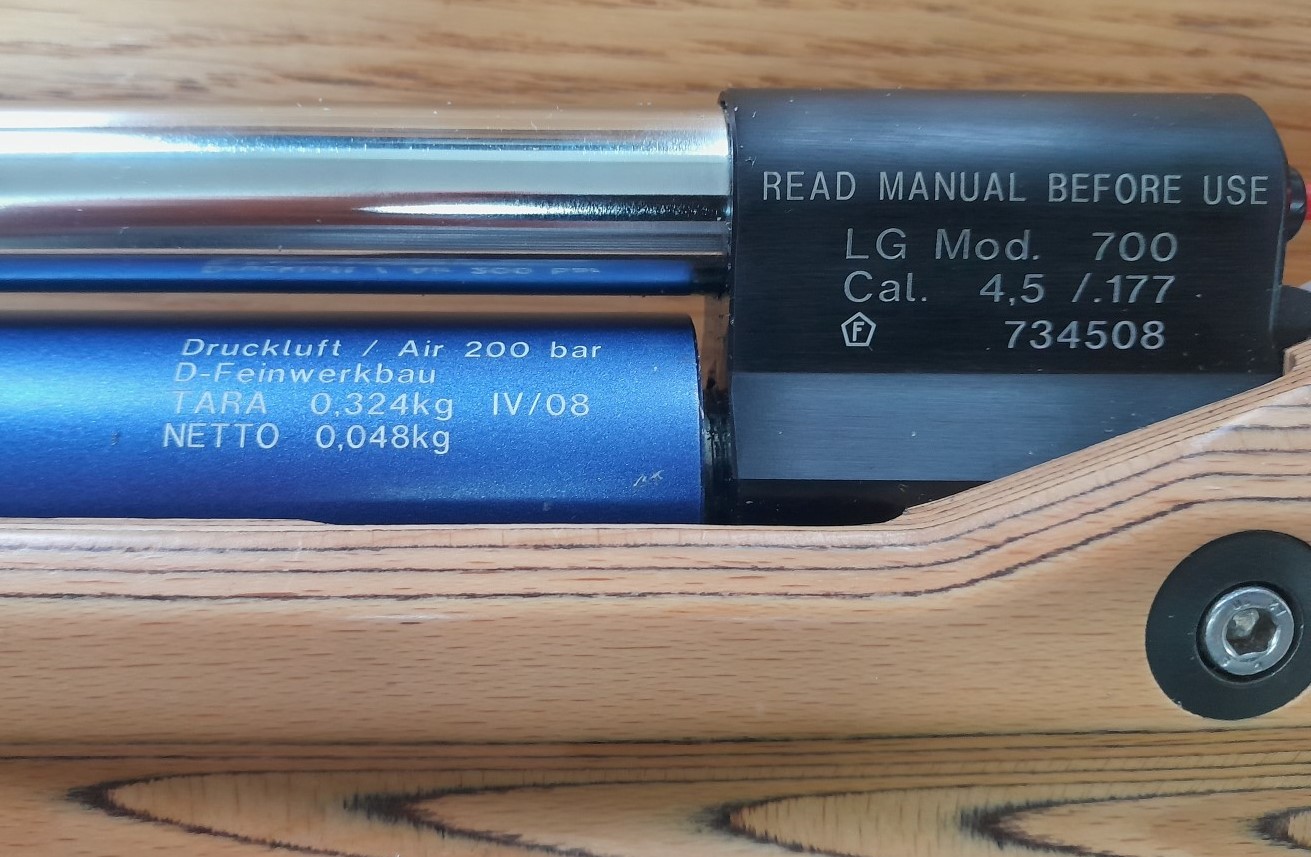 READ MANUAL BEFORE USE
LG Mod. 700
Cal. 4,5 /.177
F 734508
Druckluft / Air 200 bar
D-Feinwerkbau
TARA 0,324kg IV/08
NETTO 0,048kg